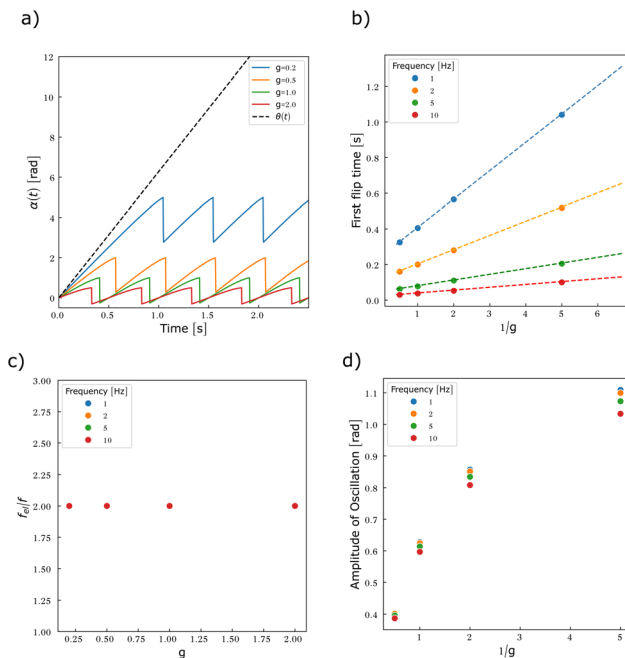 a)
12
10
8
6
4
2
0
α(t) [rad]
g=0.2
g=0.5
g=1.0
g=2.0
θ(t)
0.0 0.5 1.0 1.5 2.0
Time [s]
b)
1.2
1.0
0.8
0.6
0.4
0.2
0.0
First flip time [s]
Frequency [Hz]
1
2
5
10
1 2 3 4 5 6
1/g
c)
3.00
2.75
2.50
2.25
2.00
1.75
1.50
1.25
1.00
f_el/f
Frequency [Hz]
1
2
5
10
0.25 0.50 0.75 1.00 1.25 1.50 1.75 2.00
g
d)
1.1
1.0
0.9
0.8
0.7
0.6
0.5
0.4
Amplitude of Oscillation [rad]
Frequency [Hz]
1
2
5
10
1 2 3 4 5
1/g